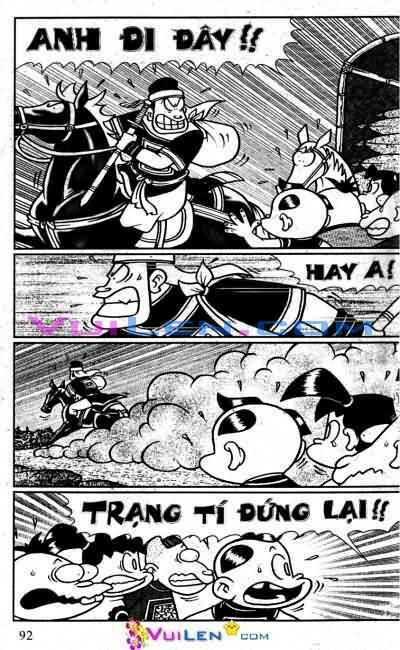 ANH ĐI ĐÂY!!
HAY A!
VUILEN.COM
TRẠNG TÍ ĐỨNG LẠI!!
92
VUILEN.COM